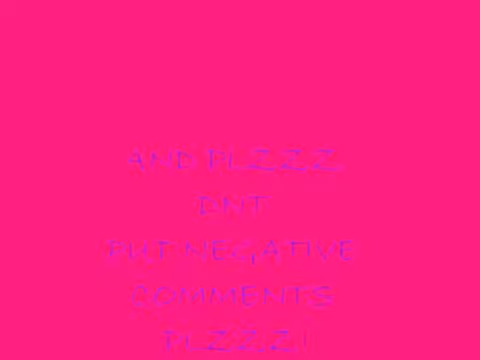 AND PLZZZ
DNT
PUT NEGATIVE
COMMENTS
PLZZZ!